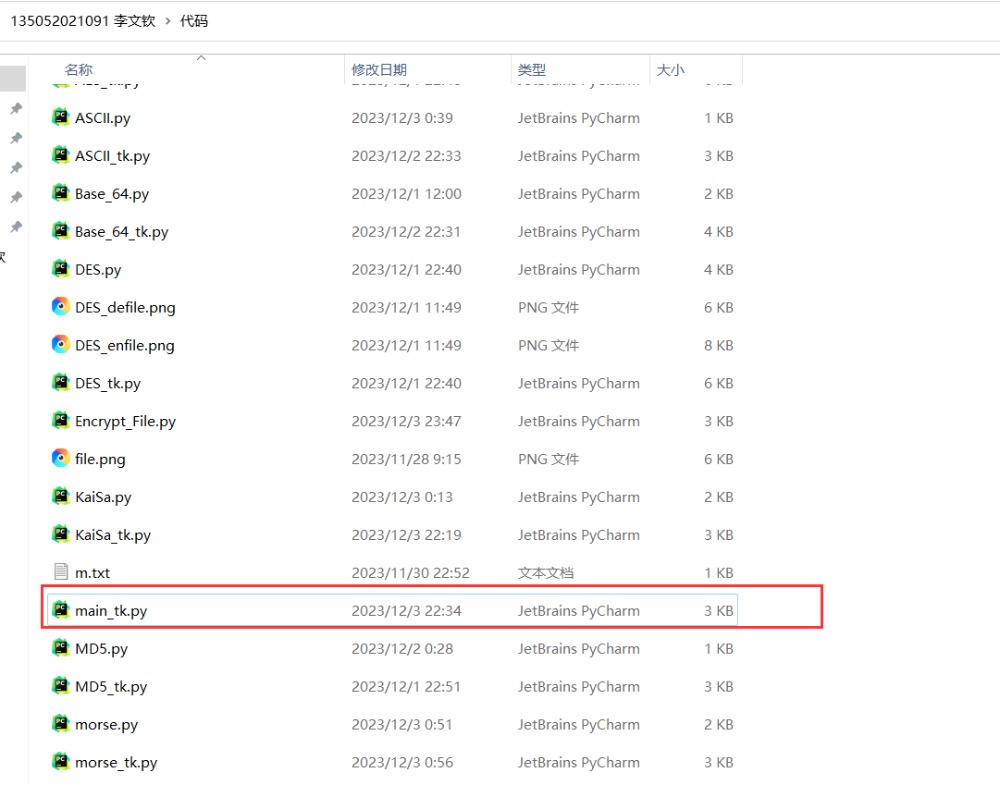 135052021091 李文钦 › 代码
名称 修改日期 类型 大小
ASCII.py 2023/12/3 0:39 JetBrains PyCharm 1 KB
ASCII_tk.py 2023/12/2 22:33 JetBrains PyCharm 3 KB
Base_64.py 2023/12/1 12:00 JetBrains PyCharm 2 KB
Base_64_tk.py 2023/12/2 22:31 JetBrains PyCharm 4 KB
DES.py 2023/12/1 22:40 JetBrains PyCharm 4 KB
DES_defile.png 2023/12/1 11:49 PNG 文件 6 KB
DES_enfile.png 2023/12/1 11:49 PNG 文件 8 KB
DES_tk.py 2023/12/1 22:40 JetBrains PyCharm 6 KB
Encrypt_File.py 2023/12/3 23:47 JetBrains PyCharm 3 KB
file.png 2023/11/28 9:15 PNG 文件 6 KB
KaiSa.py 2023/12/3 0:13 JetBrains PyCharm 2 KB
KaiSa_tk.py 2023/12/3 22:19 JetBrains PyCharm 3 KB
m.txt 2023/11/30 22:52 文本文档 1 KB
main_tk.py 2023/12/3 22:34 JetBrains PyCharm 3 KB
MD5.py 2023/12/2 0:28 JetBrains PyCharm 1 KB
MD5_tk.py 2023/12/1 22:51 JetBrains PyCharm 3 KB
morse.py 2023/12/3 0:51 JetBrains PyCharm 2 KB
morse_tk.py 2023/12/3 0:56 JetBrains PyCharm 3 KB